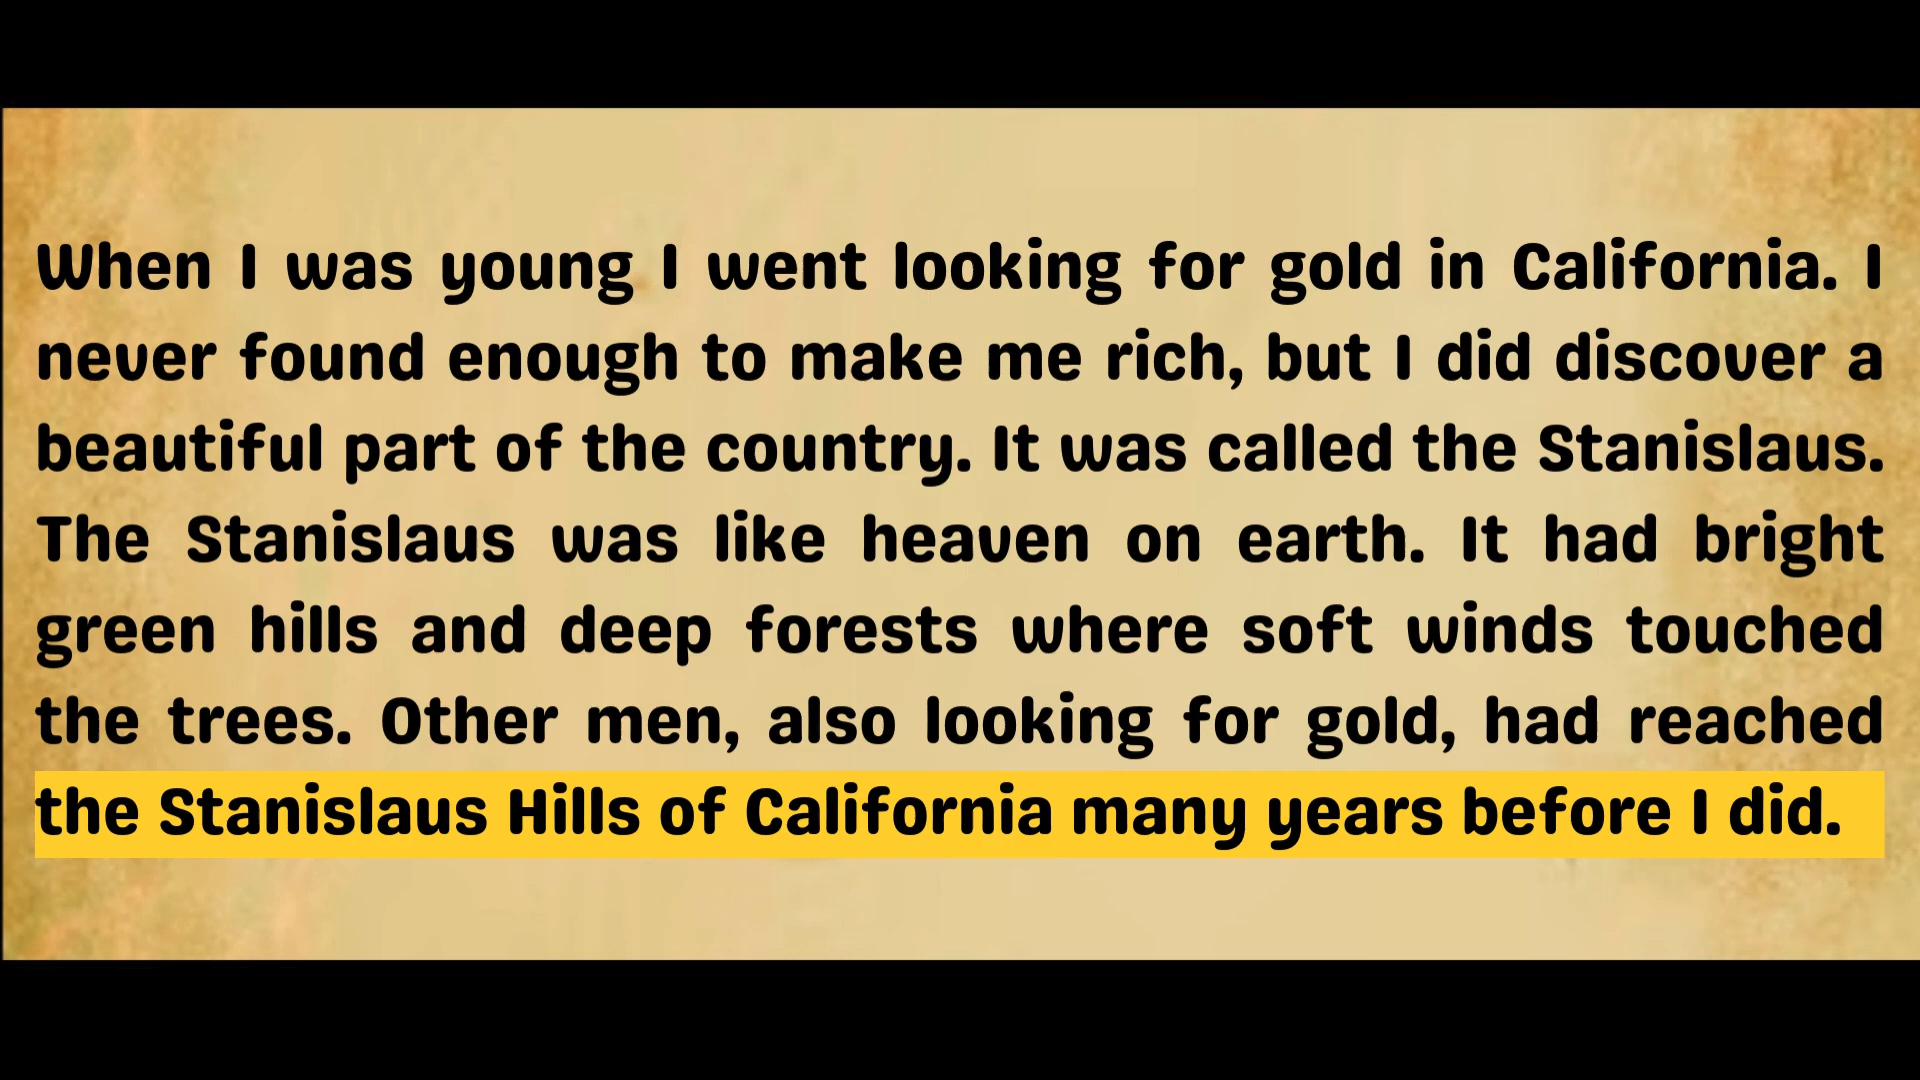 When I was young I went looking for gold in California. I
never found enough to make me rich, but I did discover a
beautiful part of the country. It was called the Stanislaus.
The Stanislaus was like heaven on earth. It had bright
green hills and deep forests where soft winds touched
the trees. Other men, also looking for gold, had reached
the Stanislaus Hills of California many years before I did.